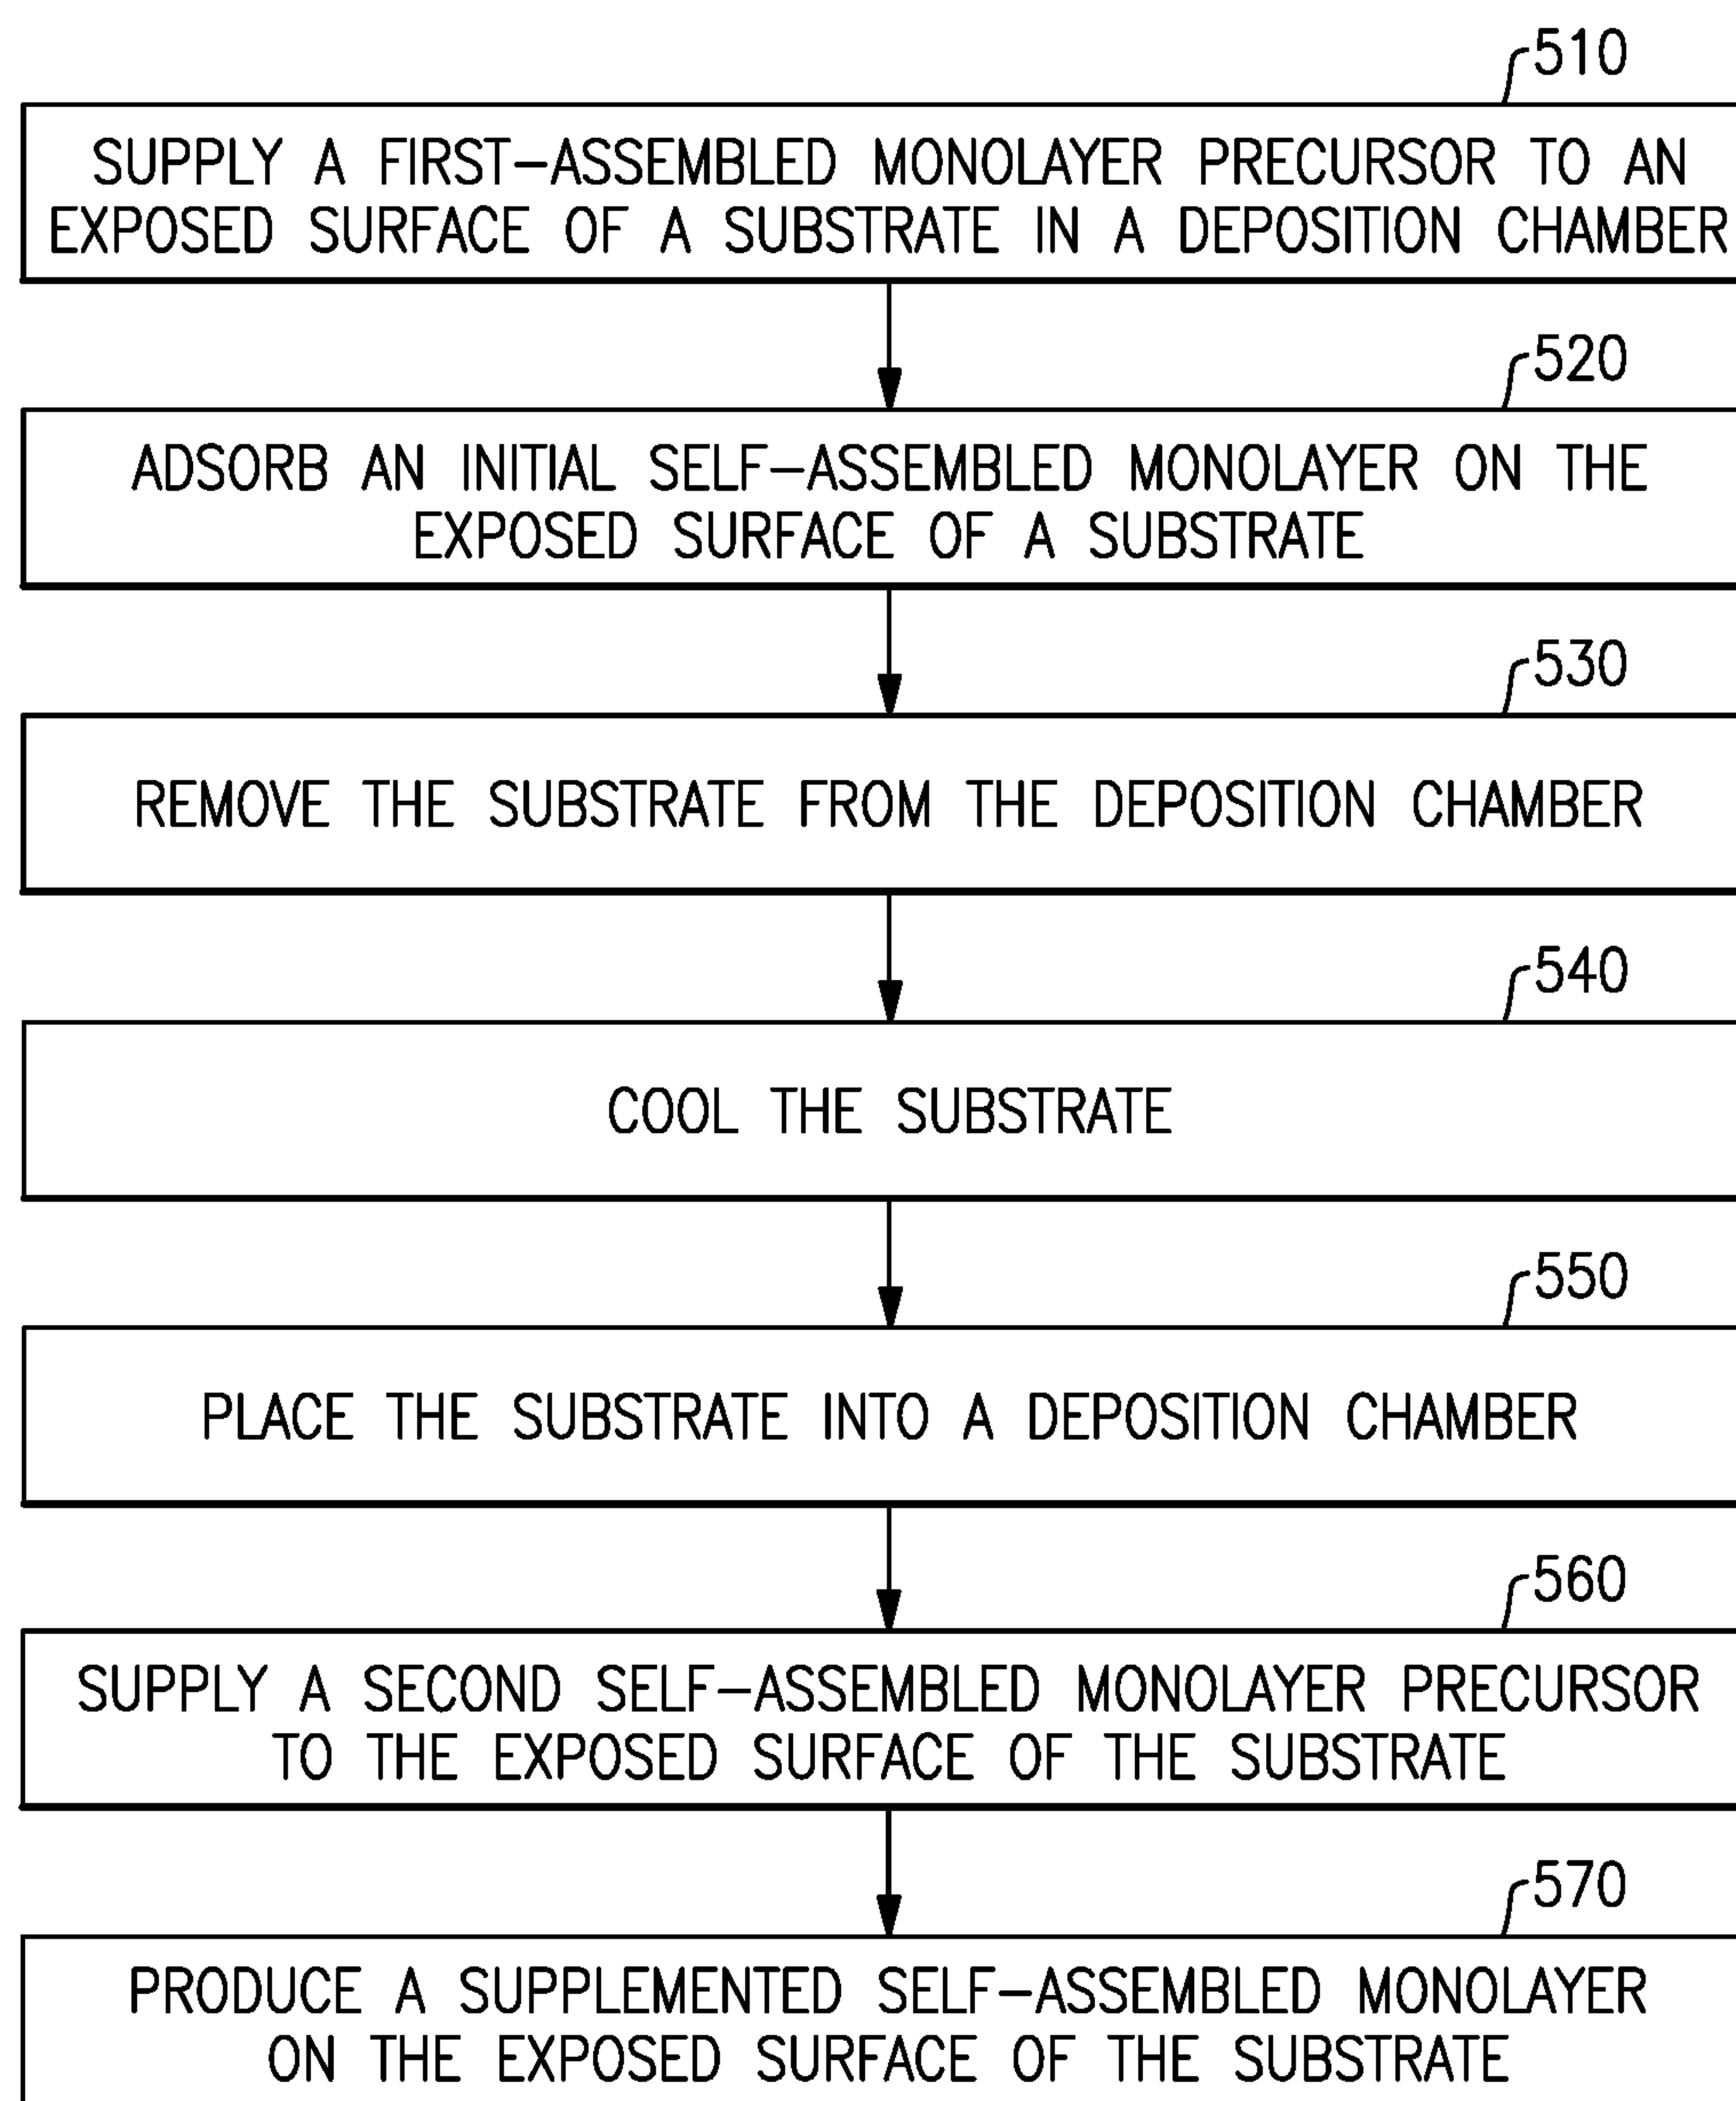 510
SUPPLY A FIRST-ASSEMBLED MONOLAYER PRECURSOR TO AN
EXPOSED SURFACE OF A SUBSTRATE IN A DEPOSITION CHAMBER
520
ADSORB AN INITIAL SELF-ASSEMBLED MONOLAYER ON THE
EXPOSED SURFACE OF A SUBSTRATE
530
REMOVE THE SUBSTRATE FROM THE DEPOSITION CHAMBER
540
COOL THE SUBSTRATE
550
PLACE THE SUBSTRATE INTO A DEPOSITION CHAMBER
560
SUPPLY A SECOND SELF-ASSEMBLED MONOLAYER PRECURSOR
TO THE EXPOSED SURFACE OF THE SUBSTRATE
570
PRODUCE A SUPPLEMENTED SELF-ASSEMBLED MONOLAYER
ON THE EXPOSED SURFACE OF THE SUBSTRATE